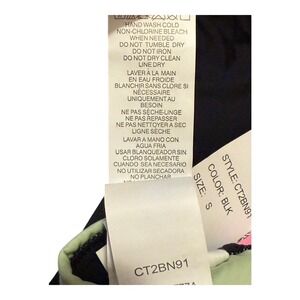 HAND WASH COLD
NON-CHLORINE BLEACH
WHEN NEEDED
DO NOT TUMBLE DRY
DO NOT IRON
DO NOT DRY CLEAN
LINE DRY
LAVER A LA MAIN
EN EAU FROIDE
BLANCHIR SANS CLORE SI
NÉCESSAIRE
UNIQUEMENT AU
BESOIN
NE PAS SÉCHE-LINGE
NE PAS REPASSER
NE PAS NETTOYER A SEC
LIGNE SÈCHE
LAVAR A MANO CON
AGUA FRIA
USAR BLANQUEADOR SIN
CLORO SOLAMENTE
CUANDO SEA NECESARIO
NO UTILIZAR SECADORA
NO PLANCHAR
CT2BN91
STYLE: CT2BN91
COLOR: BLK
SIZE: S